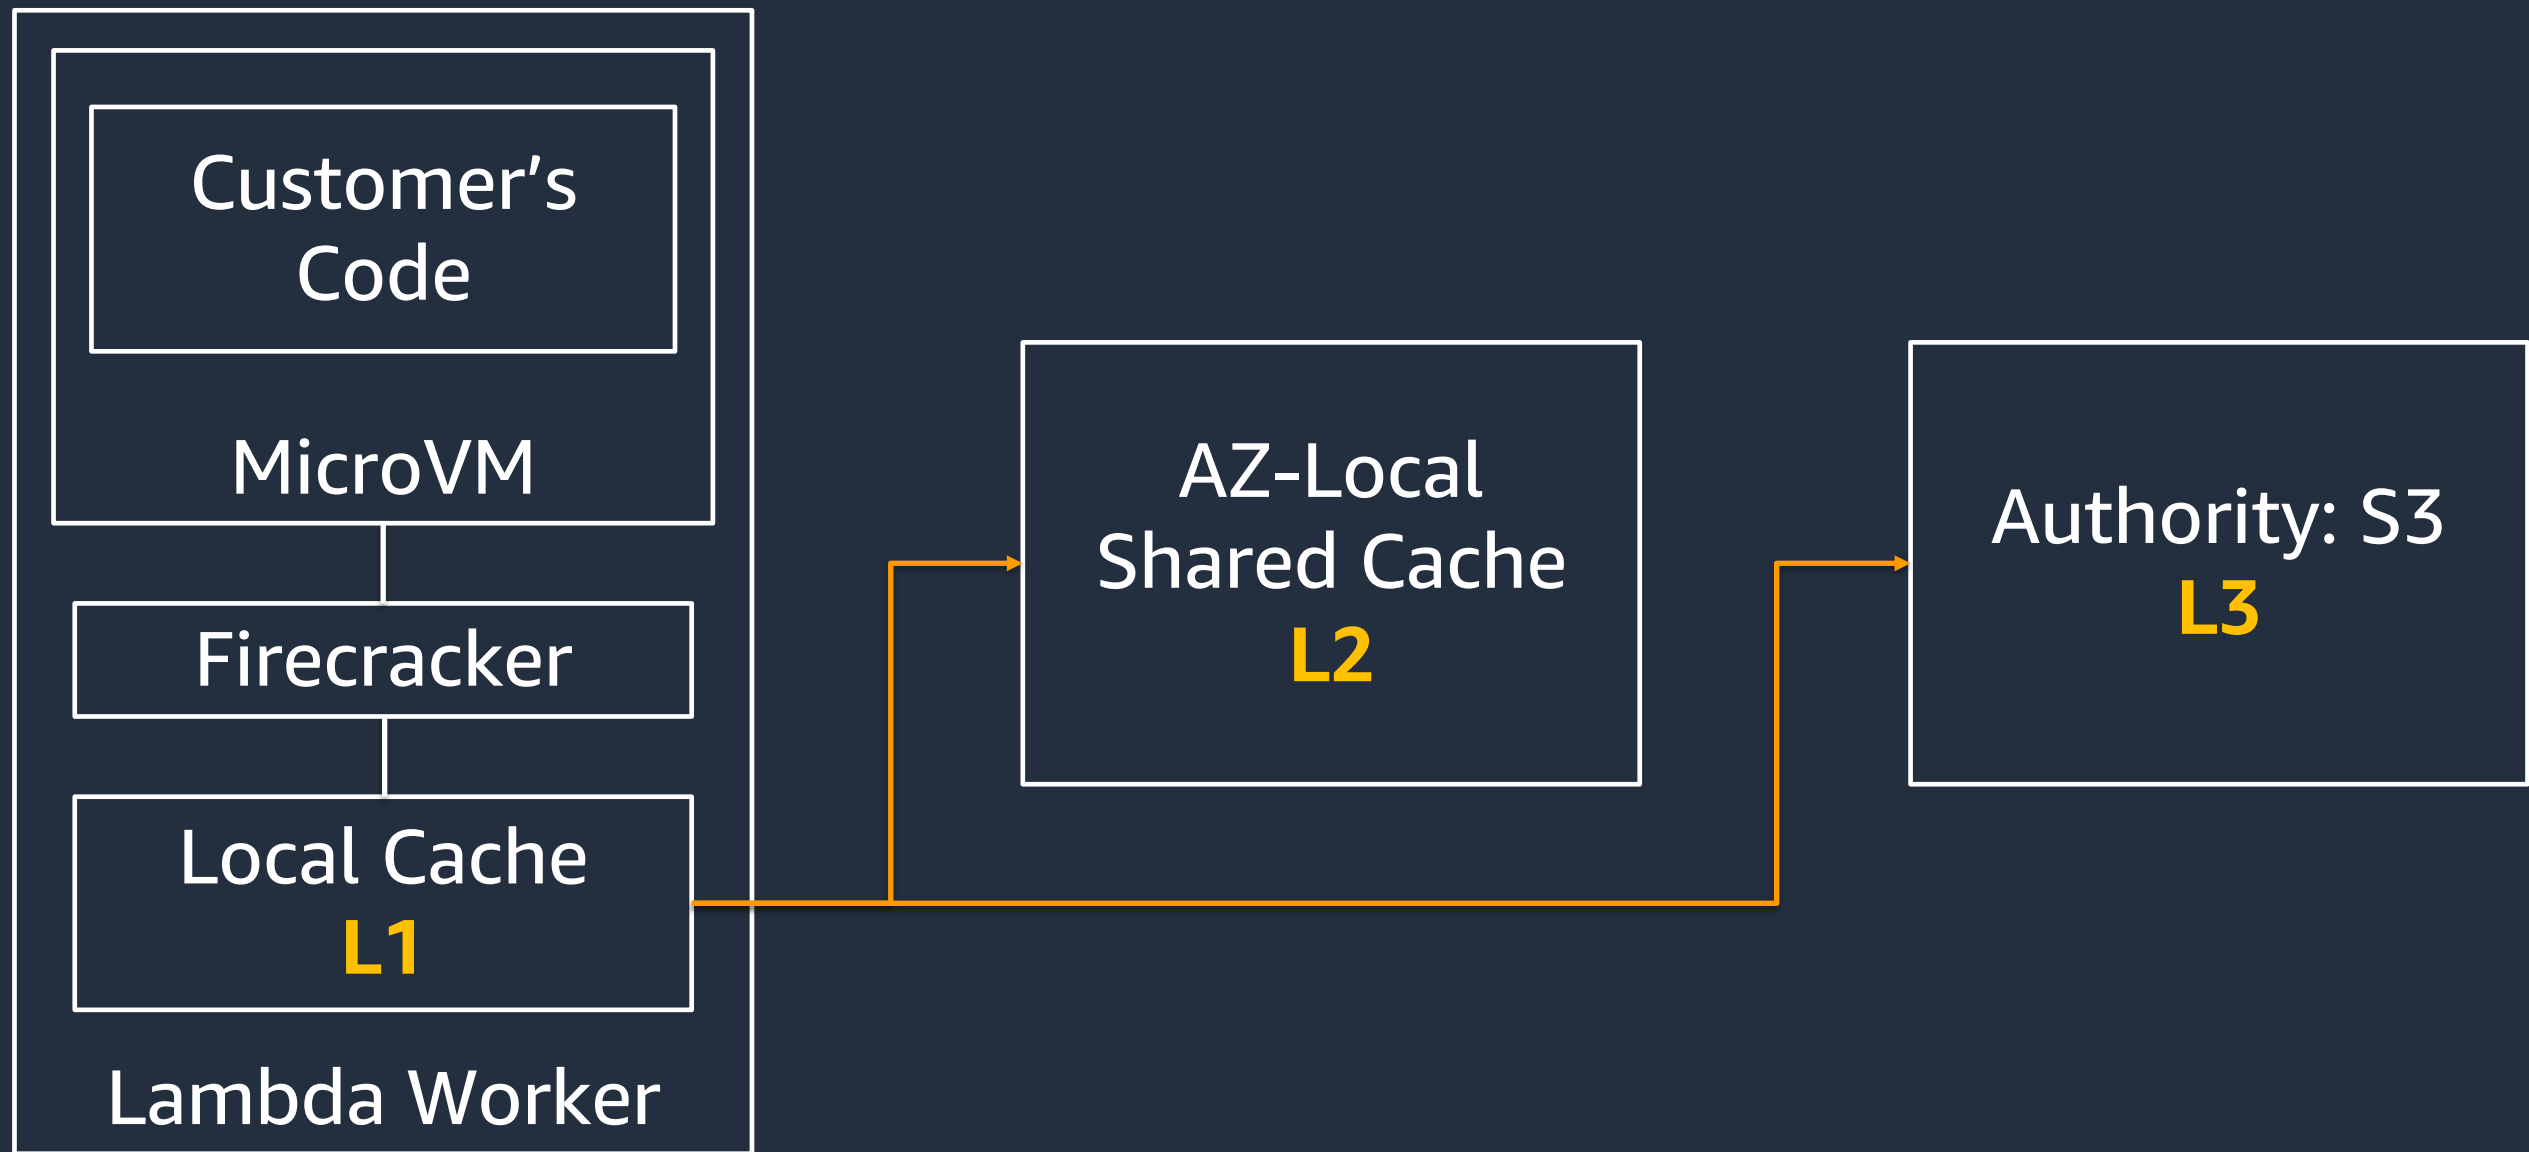 Customer’s
Code
MicroVM
Firecracker
Local Cache
L1
Lambda Worker
AZ-Local
Shared Cache
L2
Authority: S3
L3